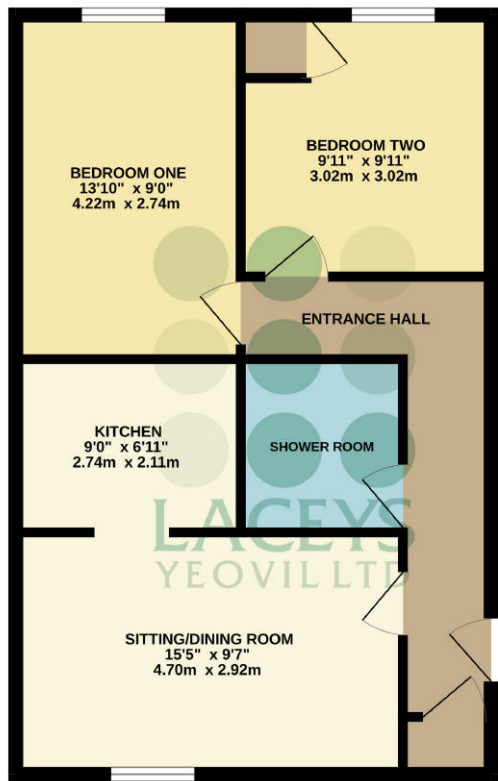 BEDROOM ONE
13'10" x 9'0"
4.22m x 2.74m
BEDROOM TWO
9'11" x 9'11"
3.02m x 3.02m
ENTRANCE HALL
KITCHEN
9'0" x 6'11"
2.74m x 2.11m
SHOWER ROOM
LACEYS
YEOVIL LTD
SITTING/DINING ROOM
15'5" x 9'7"
4.70m x 2.92m